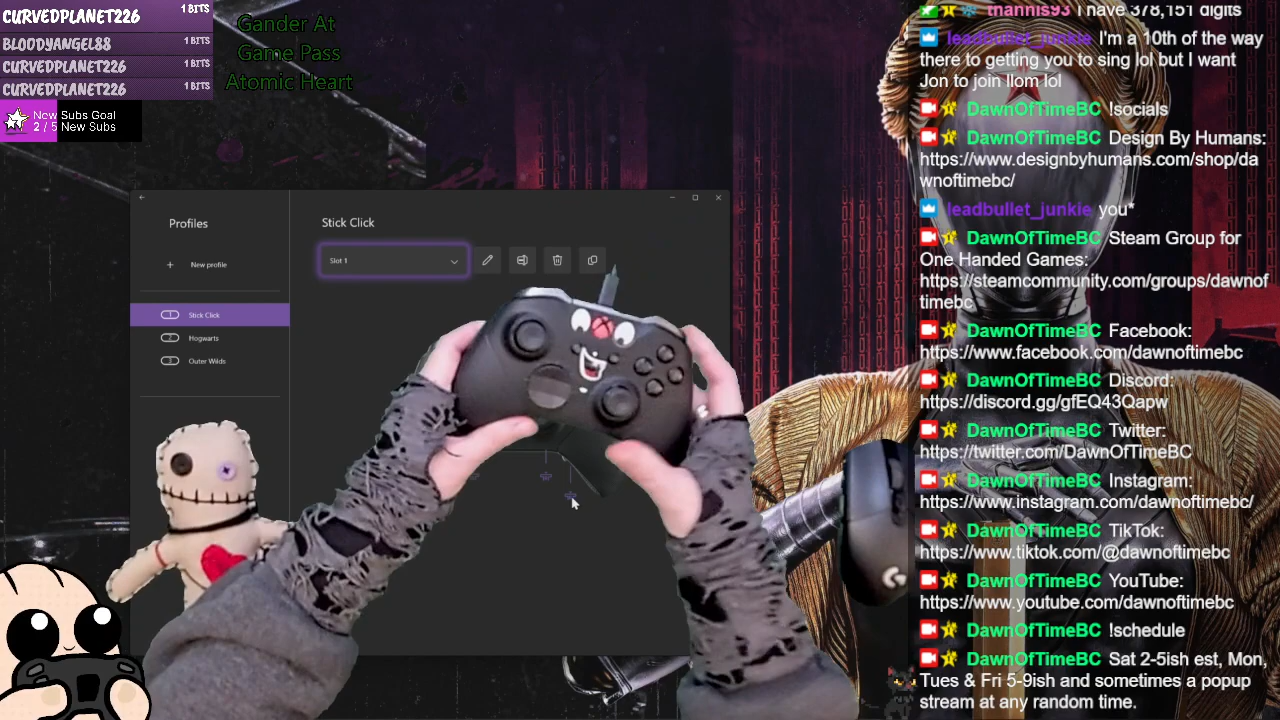 CURVEDPLANET226 1 BITS
BLOODYANGEL88 1 BITS
CURVEDPLANET226 1 BITS
CURVEDPLANET226 1 BITS
Gander At
Game Pass
Atomic Heart
New Subs Goal
2 / 5 New Subs
Profiles
New profile
Stick Click
Hogwarts
Outer Wilds
Stick Click
Slot 1
thannis93 I have 378,151 digits
leadbullet_junkie I'm a 10th of the way
there to getting you to sing lol but I want
Jon to join llom lol
DawnOfTimeBC !socials
DawnOfTimeBC Design By Humans:
https://www.designbyhumans.com/shop/da
wnoftimebc/
leadbullet_junkie you*
DawnOfTimeBC Steam Group for
One Handed Games:
https://steamcommunity.com/groups/dawnof
timebc
DawnOfTimeBC Facebook:
https://www.facebook.com/dawnoftimebc
DawnOfTimeBC Discord:
https://discord.gg/gfEQ43Qapw
DawnOfTimeBC Twitter:
https://twitter.com/DawnOfTimeBC
DawnOfTimeBC Instagram:
https://www.instagram.com/dawnoftimebc/
DawnOfTimeBC TikTok:
https://www.tiktok.com/@dawnoftimebc
DawnOfTimeBC YouTube:
https://www.youtube.com/dawnoftimebc
DawnOfTimeBC !schedule
DawnOfTimeBC Sat 2-5ish est, Mon,
Tues & Fri 5-9ish and sometimes a popup
stream at any random time.